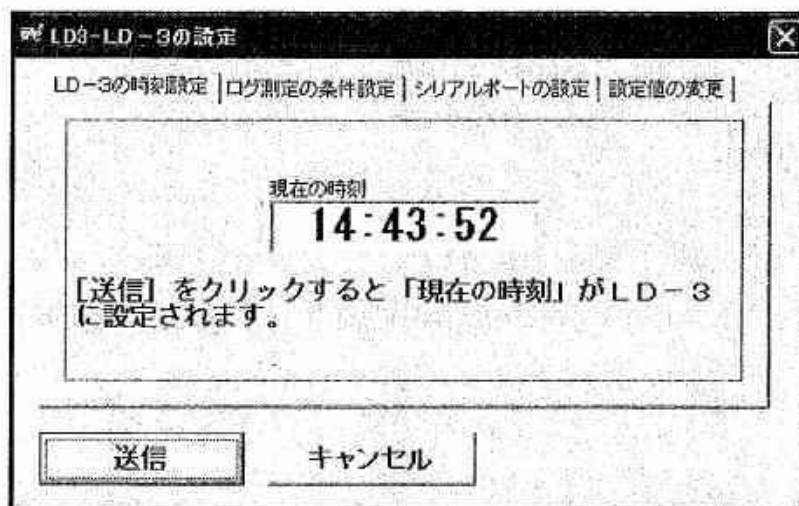 LD3-LD-3の設定
LD-3の時刻設定 ログ測定の条件設定 シリアルポートの設定 設定値の変更
現在の時刻
14:43:52
[送信] をクリックすると「現在の時刻」がLD-3
に設定されます。
送信 キャンセル